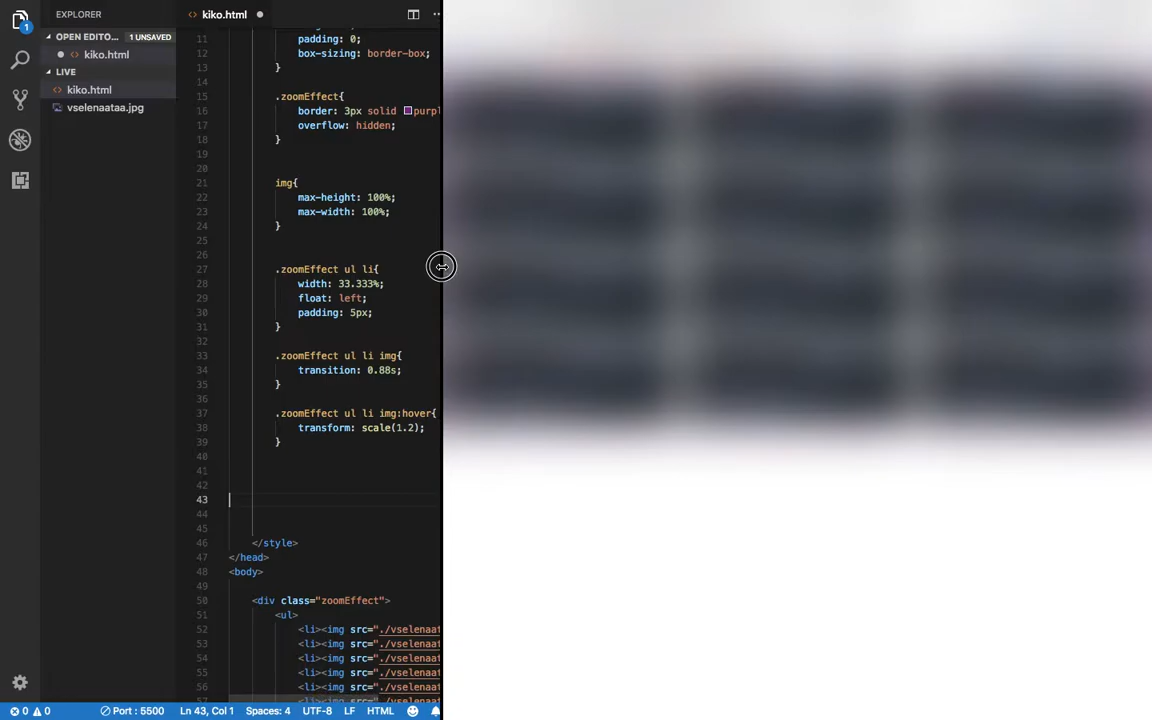 EXPLORER
1
OPEN EDITO... 1 UNSAVED
kiko.html
LIVE
kiko.html
vselenaataa.jpg
kiko.html
11
12
13
14
15
16
17
18
19
20
21
22
23
24
25
26
27
28
29
30
31
32
33
34
35
36
37
38
39
40
41
42
43
44
45
46
47
48
49
50
51
52
53
54
55
56
padding: 0;
box-sizing: border-box;
}
.zoomEffect{
border: 3px solid purpl
overflow: hidden;
}
img{
max-height: 100%;
max-width: 100%;
}
.zoomEffect ul li{
width: 33.333%;
float: left;
padding: 5px;
}
.zoomEffect ul li img{
transition: 0.88s;
}
.zoomEffect ul li img:hover{
transform: scale(1.2);
}
</style>
</head>
<body>
<div class="zoomEffect">
<ul>
<li><img src="./vselenaat
<li><img src="./vselenaat
<li><img src="./vselenaat
<li><img src="./vselenaat
<li><img src="./vselenaat
0 0 Port : 5500 Ln 43, Col 1 Spaces: 4 UTF-8 LF HTML